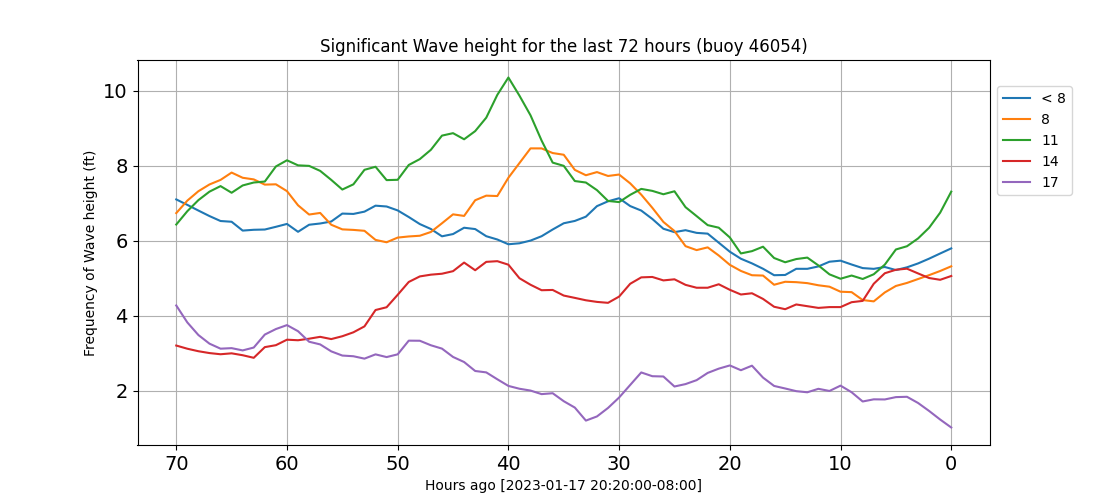 Significant Wave height for the last 72 hours (buoy 46054)
Frequency of Wave height (ft)
10
8
6
4
2
70 60 50 40 30 20 10 0
Hours ago [2023-01-17 20:20:00-08:00]
< 8
8
11
14
17